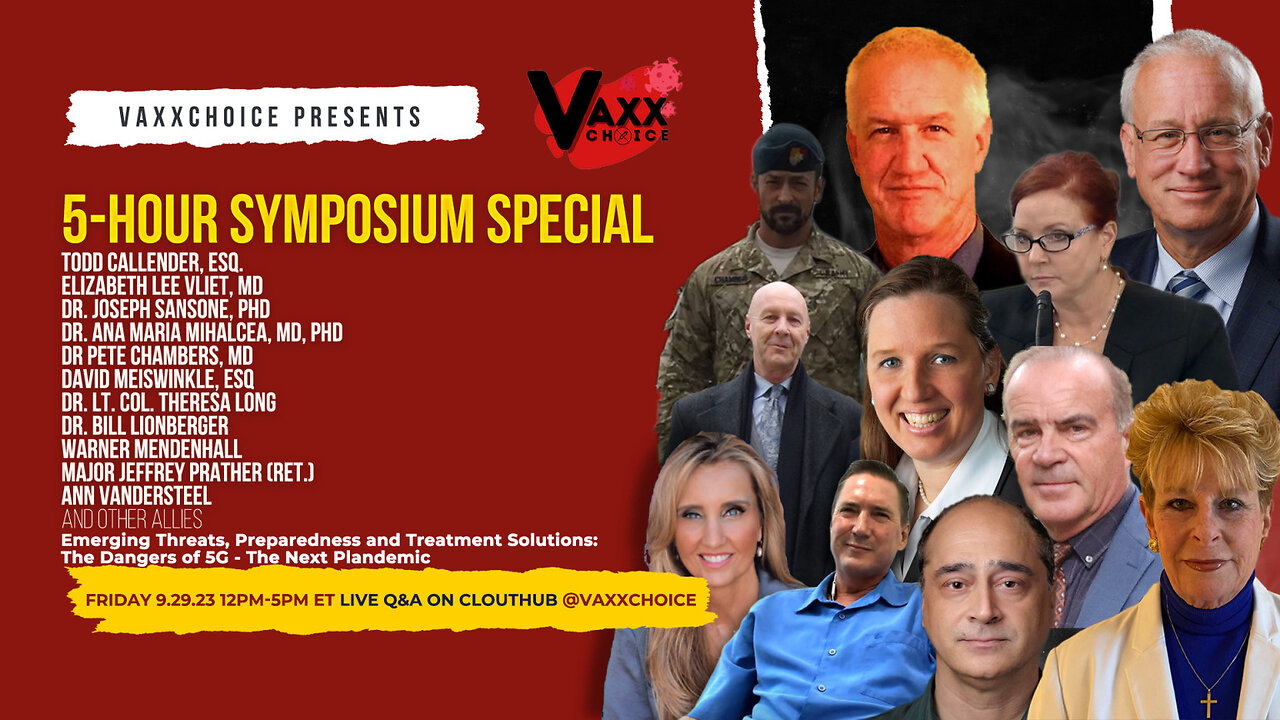 VAXXCHOICE PRESENTS
VAXX
CHOICE
5-HOUR SYMPOSIUM SPECIAL
TODD CALLENDER, ESQ.
ELIZABETH LEE VLIET, MD
DR. JOSEPH SANSONE, PHD
DR. ANA MARIA MIHALCEA, MD, PHD
DR PETE CHAMBERS, MD
DAVID MEISWINKLE, ESQ
DR. LT. COL. THERESA LONG
DR. BILL LIONBERGER
WARNER MENDENHALL
MAJOR JEFFREY PRATHER (RET.)
ANN VANDERSTEEL
AND OTHER ALLIES
Emerging Threats, Preparedness and Treatment Solutions:
The Dangers of 5G - The Next Plandemic
FRIDAY 9.29.23 12PM-5PM ET LIVE Q&A ON CLOUTHUB @VAXXCHOICE